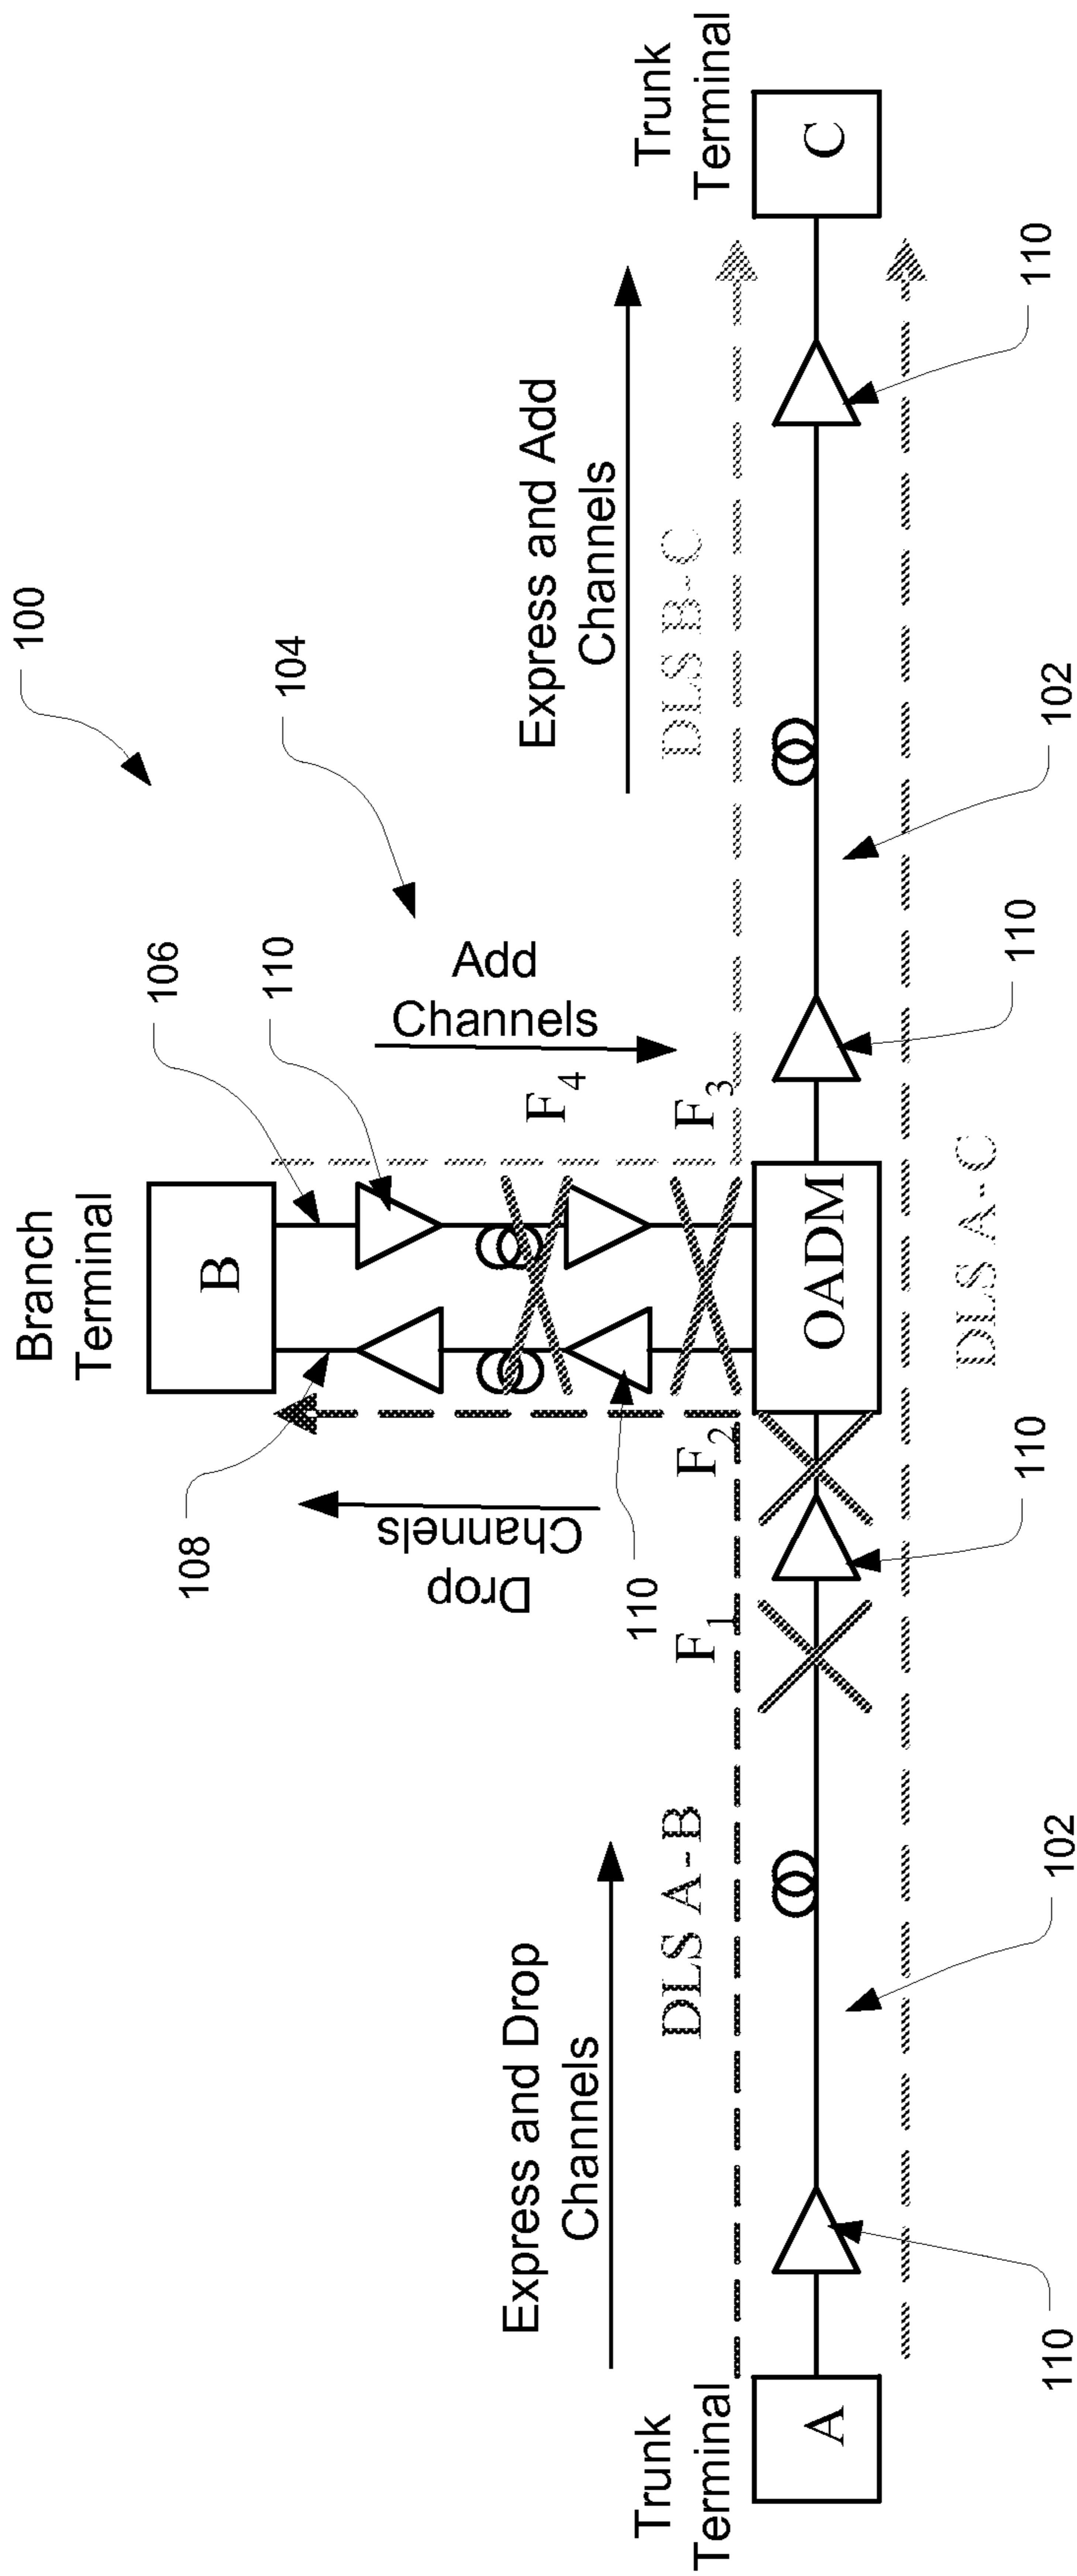 100
104
106
110
108
Branch
Terminal
B
Add
Channels
Drop
Channels
110
F4
F3
F2
F1
Express and Drop
Channels
Express and Add
Channels
DLS A-B
DLS B-C
Trunk
Terminal
A
OADM
Trunk
Terminal
C
DLS A-C
110
102
110
110
102
110